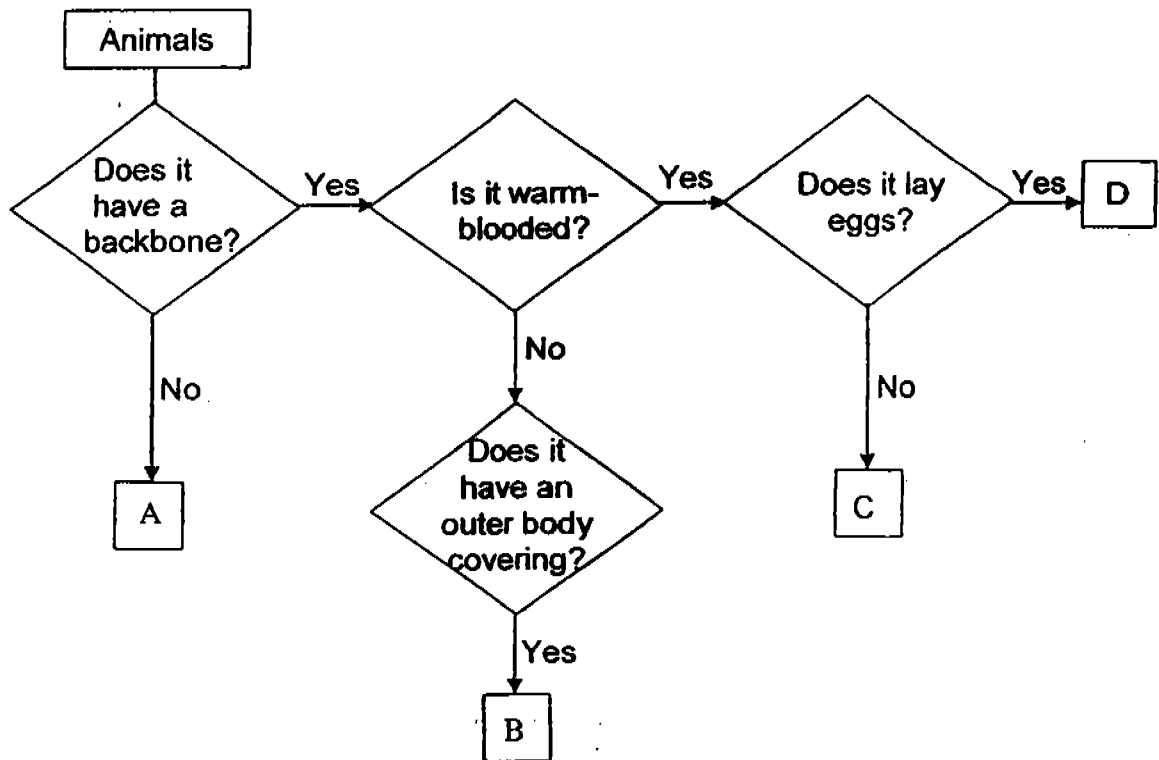 Animals
Does it
have a
backbone?
Yes
Is it warm-
blooded?
Yes
Does it lay
eggs?
Yes
D
No
No
No
A
Does it
have an
outer body
covering?
C
Yes
B